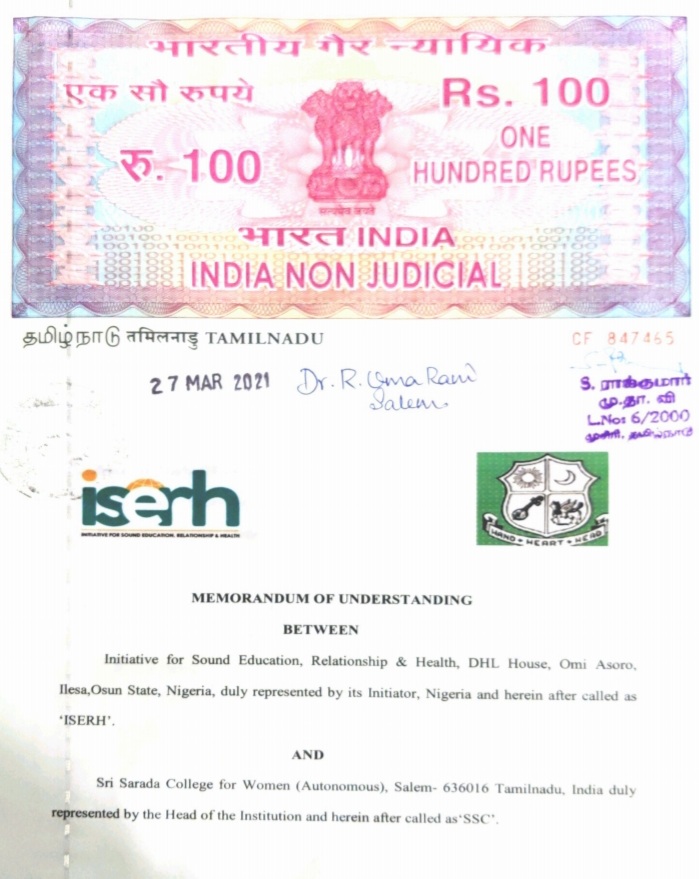 भारतीय गैर न्यायिक
एक सौ रुपये Rs. 100
रु. 100 ONE
HUNDRED RUPEES
सत्यमेव जयते
भारत INDIA
INDIA NON JUDICIAL
தமிழ்நாடு तमिलनाडु TAMILNADU CF 847465
27 MAR 2021 Dr. R. Uma Rani
Salem
S. ராக்குமார்
மு.தா. வி
L.No: 6/2000
முசிறி, தமிழ்நாடு
iserh
INITIATIVE FOR SOUND EDUCATION, RELATIONSHIP & HEALTH
HAND • HEART • HEAD
MEMORANDUM OF UNDERSTANDING
BETWEEN
Initiative for Sound Education, Relationship & Health, DHL House, Omi Asoro,
Ilesa,Osun State, Nigeria, duly represented by its Initiator, Nigeria and herein after called as
‘ISERH’.
AND
Sri Sarada College for Women (Autonomous), Salem- 636016 Tamilnadu, India duly
represented by the Head of the Institution and herein after called as‘SSC’.